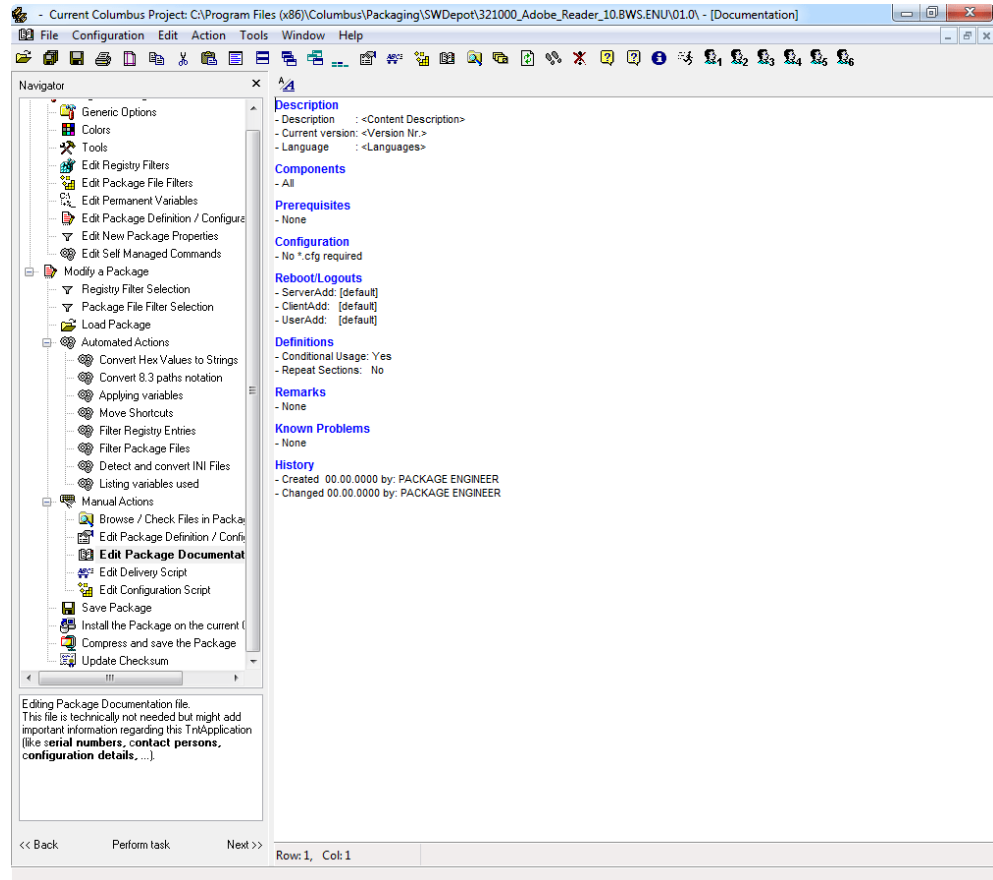 - Current Columbus Project: C:\Program Files (x86)\Columbus\Packaging\SWDepot\321000_Adobe_Reader_10.BWS.ENU\01.0\ - [Documentation]
File Configuration Edit Action Tools Window Help
Navigator
Generic Options
Colors
Tools
Edit Registry Filters
Edit Package File Filters
Edit Permanent Variables
Edit Package Definition / Configura
Edit New Package Properties
Edit Self Managed Commands
Modify a Package
Registry Filter Selection
Package File Filter Selection
Load Package
Automated Actions
Convert Hex Values to Strings
Convert 8.3 paths notation
Applying variables
Move Shortcuts
Filter Registry Entries
Filter Package Files
Detect and convert INI Files
Listing variables used
Manual Actions
Browse / Check Files in Packa
Edit Package Definition / Confi
Edit Package Documentat
Edit Delivery Script
Edit Configuration Script
Save Package
Install the Package on the current
Compress and save the Package
Update Checksum
Editing Package Documentation file.
This file is technically not needed but might add
important information regarding this TntApplication
(like serial numbers, contact persons,
configuration details, ...).
<< Back Perform task Next >>
Description
- Description : <Content Description>
- Current version: <Version Nr.>
- Language : <Languages>
Components
- All
Prerequisites
- None
Configuration
- No *.cfg required
Reboot/Logouts
- ServerAdd: [default]
- ClientAdd: [default]
- UserAdd: [default]
Definitions
- Conditional Usage: Yes
- Repeat Sections: No
Remarks
- None
Known Problems
- None
History
- Created 00.00.0000 by: PACKAGE ENGINEER
- Changed 00.00.0000 by: PACKAGE ENGINEER
Row: 1, Col: 1